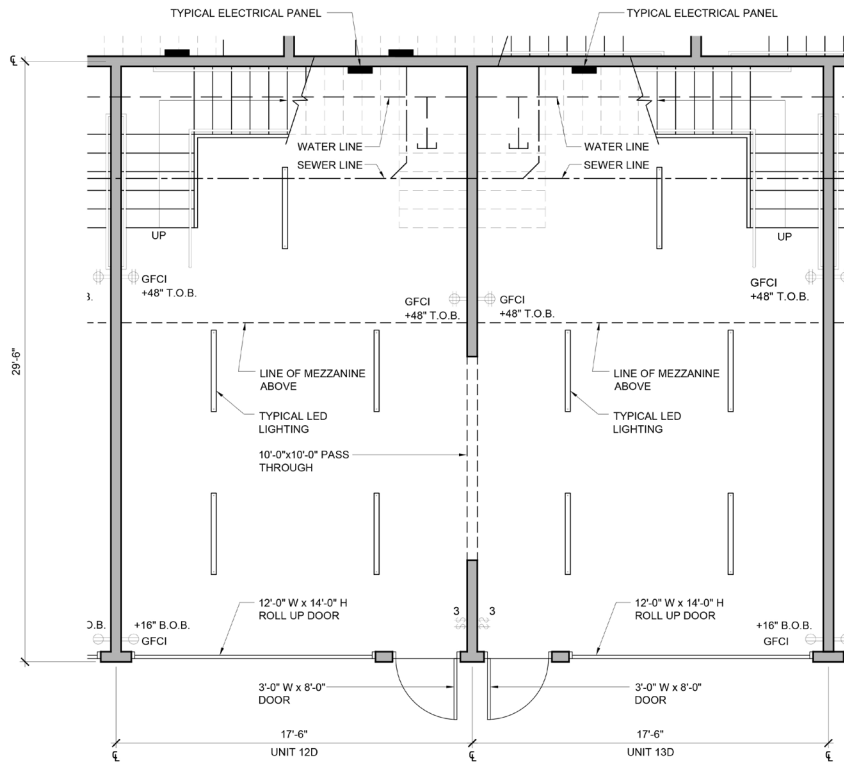 TYPICAL ELECTRICAL PANEL
TYPICAL ELECTRICAL PANEL
℄
WATER LINE
SEWER LINE
WATER LINE
SEWER LINE
UP
UP
GFCI
+48" T.O.B.
GFCI
+48" T.O.B.
GFCI
+48" T.O.B.
GFCI
+48" T.O.B.
29'-6"
LINE OF MEZZANINE
ABOVE
LINE OF MEZZANINE
ABOVE
TYPICAL LED
LIGHTING
TYPICAL LED
LIGHTING
10'-0"x10'-0" PASS
THROUGH
12'-0" W x 14'-0" H
ROLL UP DOOR
12'-0" W x 14'-0" H
ROLL UP DOOR
O.B.
+16" B.O.B.
GFCI
3
3
+16" B.O.B.
GFCI
3'-0" W x 8'-0"
DOOR
3'-0" W x 8'-0"
DOOR
17'-6"
UNIT 12D
17'-6"
UNIT 13D
℄
℄
℄